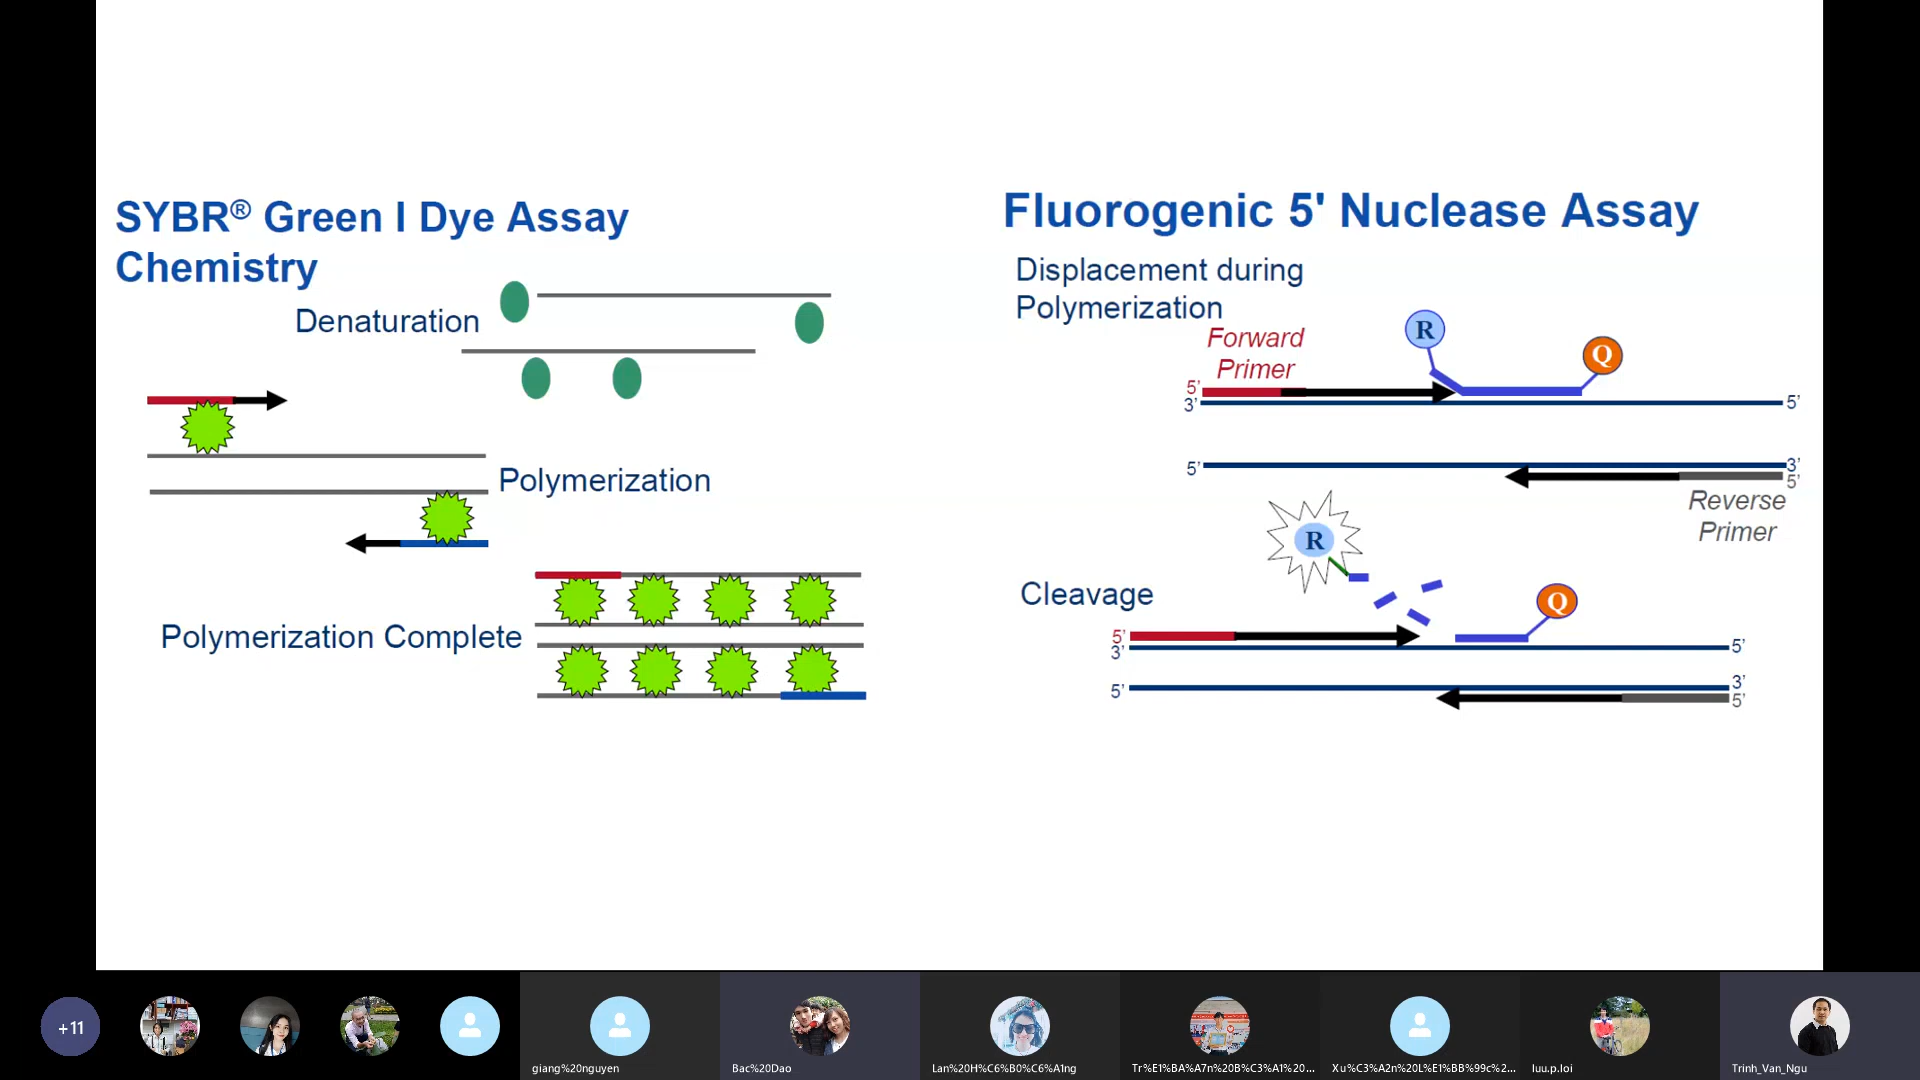 SYBR® Green I Dye Assay
Chemistry
Denaturation
Polymerization
Polymerization Complete
Fluorogenic 5' Nuclease Assay
Displacement during
Polymerization
Forward
Primer
R
Q
5'
3'
5'
5'
3'
5'
Reverse
Primer
R
Cleavage
Q
5'
3'
5'
5'
3'
5'
+11
giang%20nguyen
Bac%20Dao
Lan%20H%C6%B0%C6%A1ng
Tr%E1%BA%A7n%20B%C3%A1%20...
Xu%C3%A2n%20L%E1%BB%99c%2...
luu.p.loi
Trinh_Van_Ngu